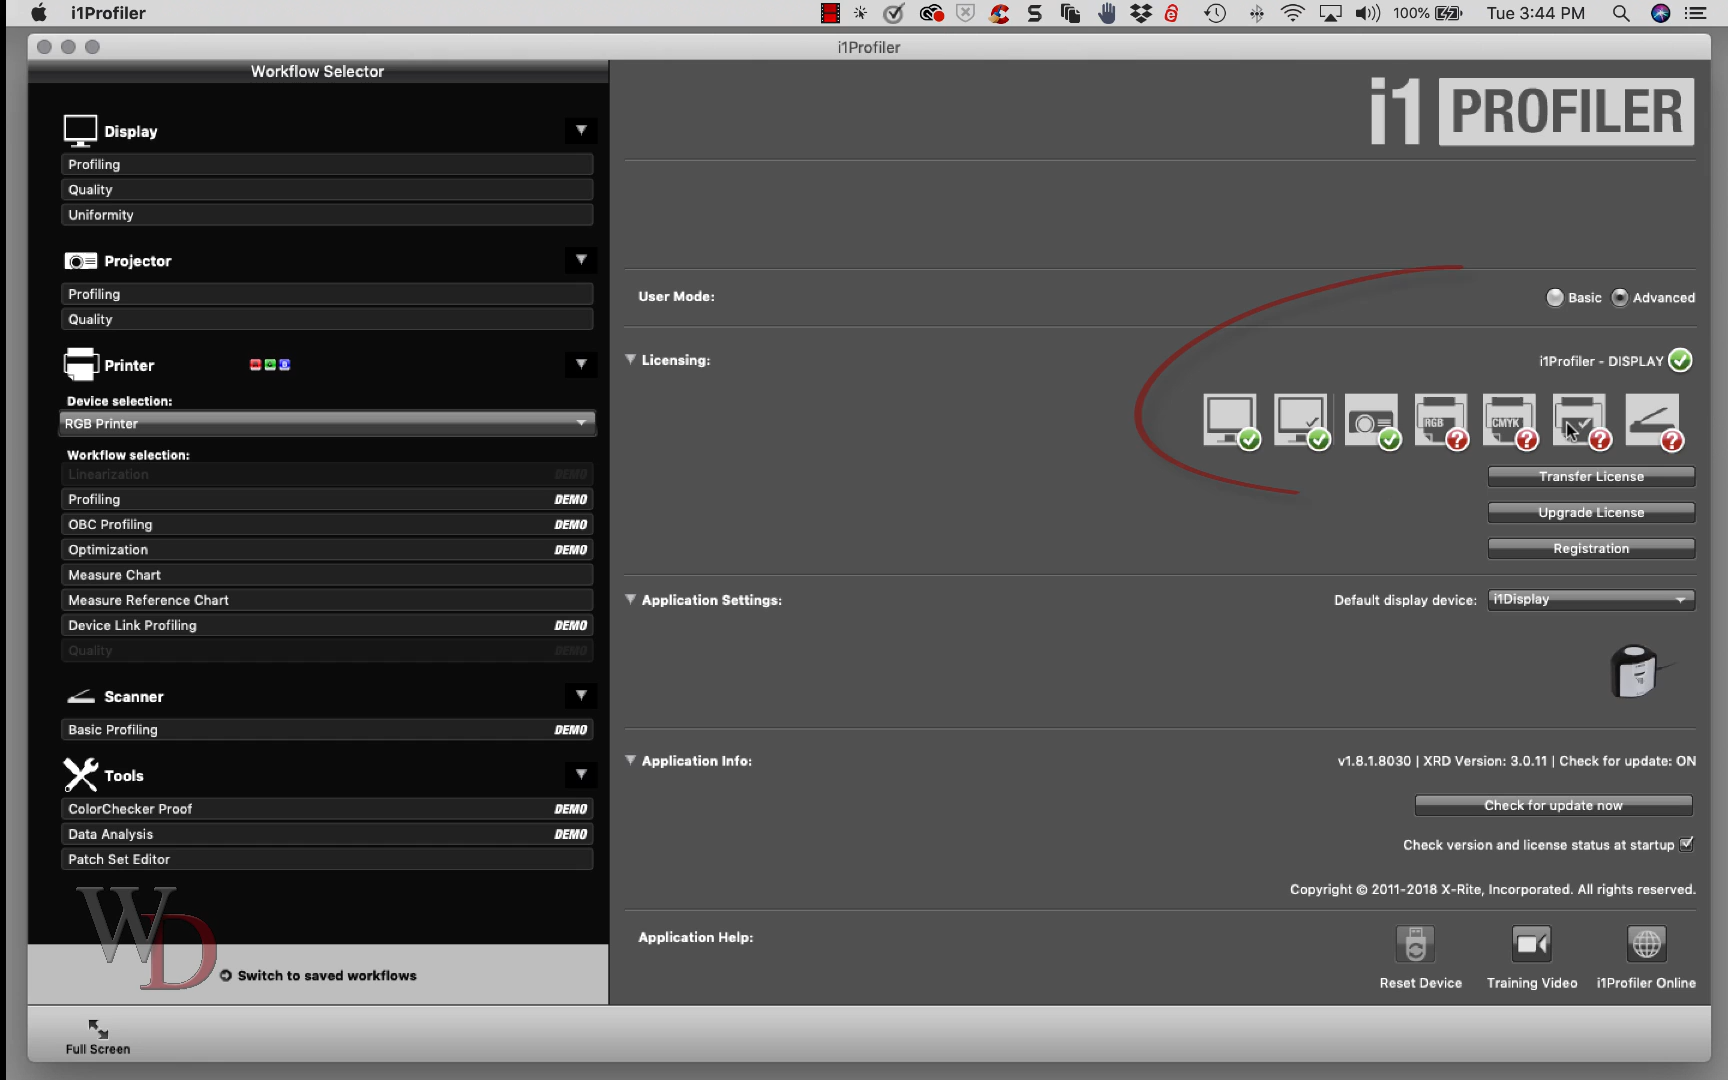 i1Profiler
100%
Tue 3:44 PM
i1Profiler
Workflow Selector
Display
Profiling
Quality
Uniformity
Projector
Profiling
Quality
Printer
Device selection:
RGB Printer
Workflow selection:
Linearization DEMO
Profiling DEMO
OBC Profiling DEMO
Optimization DEMO
Measure Chart
Measure Reference Chart
Device Link Profiling DEMO
Quality DEMO
Scanner
Basic Profiling DEMO
Tools
ColorChecker Proof DEMO
Data Analysis DEMO
Patch Set Editor
WD
Switch to saved workflows
Full Screen
i1 PROFILER
User Mode: Basic Advanced
Licensing: i1Profiler - DISPLAY
RGB CMYK
Transfer License
Upgrade License
Registration
Application Settings: Default display device: i1Display
Application Info: v1.8.1.8030 | XRD Version: 3.0.11 | Check for update: ON
Check for update now
Check version and license status at startup
Copyright © 2011-2018 X-Rite, Incorporated. All rights reserved.
Application Help:
Reset Device Training Video i1Profiler Online